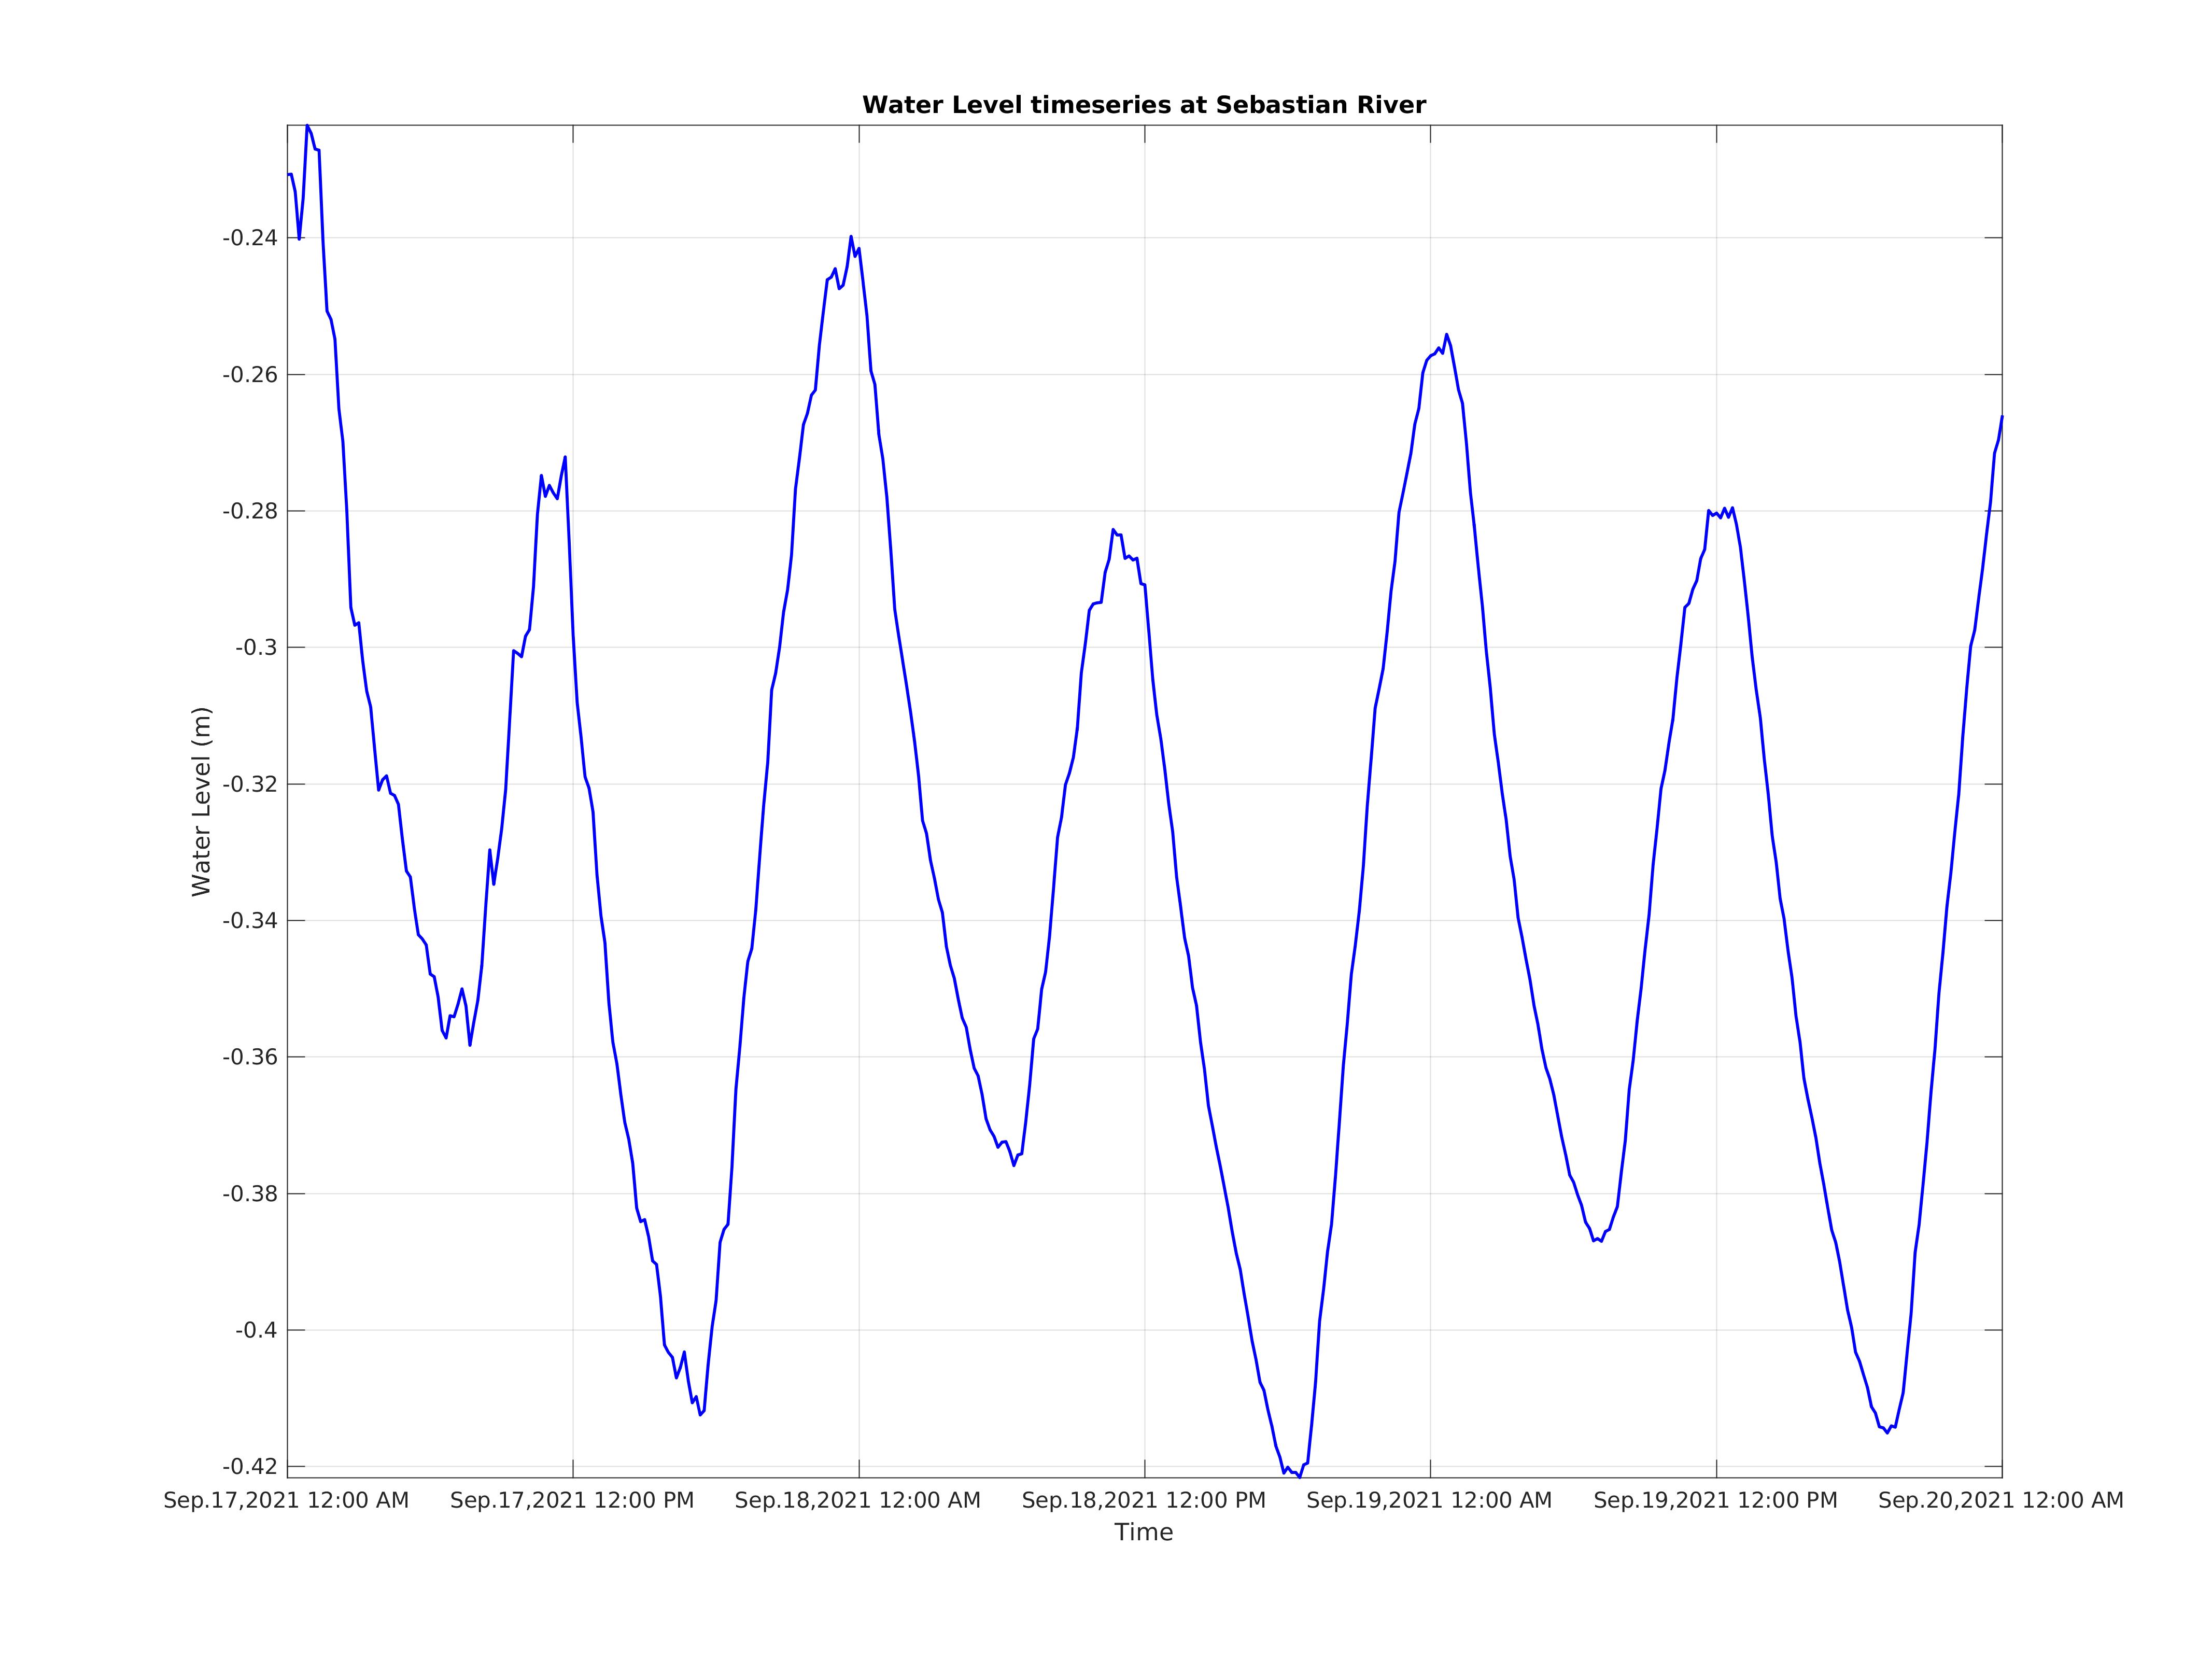 Water Level timeseries at Sebastian River
-0.24
-0.26
-0.28
-0.3
-0.32
-0.34
-0.36
-0.38
-0.4
-0.42
Water Level (m)
Sep.17,2021 12:00 AM
Sep.17,2021 12:00 PM
Sep.18,2021 12:00 AM
Sep.18,2021 12:00 PM
Sep.19,2021 12:00 AM
Sep.19,2021 12:00 PM
Sep.20,2021 12:00 AM
Time